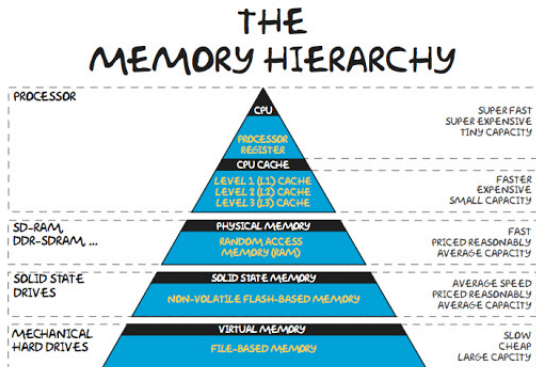 THE
MEMORY HIERARCHY
PROCESSOR
CPU
PROCESSOR
REGISTER
SUPER FAST
SUPER EXPENSIVE
TINY CAPACITY
CPU CACHE
LEVEL 1 (L1) CACHE
LEVEL 2 (L2) CACHE
LEVEL 3 (L3) CACHE
FASTER
EXPENSIVE
SMALL CAPACITY
SD-RAM,
DDR-SDRAM, ...
PHYSICAL MEMORY
RANDOM ACCESS
MEMORY (RAM)
FAST
PRICED REASONABLY
AVERAGE CAPACITY
SOLID STATE
DRIVES
SOLID STATE MEMORY
NON-VOLATILE FLASH-BASED MEMORY
AVERAGE SPEED
PRICED REASONABLY
AVERAGE CAPACITY
MECHANICAL
HARD DRIVES
VIRTUAL MEMORY
FILE-BASED MEMORY
SLOW
CHEAP
LARGE CAPCITY